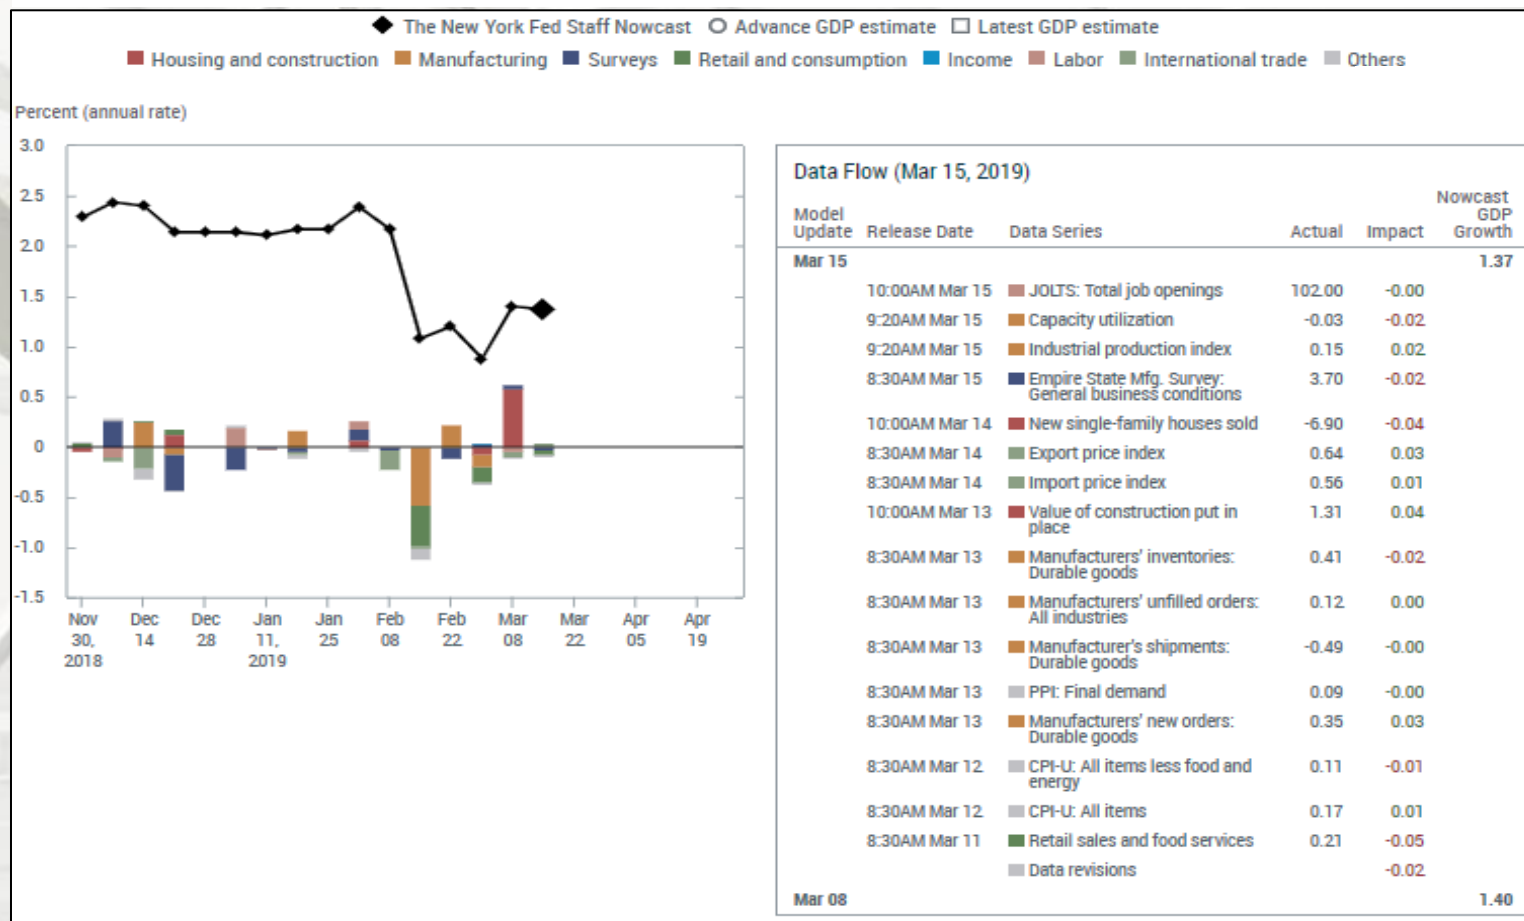 The New York Fed Staff Nowcast Advance GDP estimate Latest GDP estimate
Housing and construction Manufacturing Surveys Retail and consumption Income Labor International trade Others
Percent (annual rate)
3.0
2.5
2.0
1.5
1.0
0.5
0
-0.5
-1.0
-1.5
Nov 30, 2018
Dec 14
Dec 28
Jan 11, 2019
Jan 25
Feb 08
Feb 22
Mar 08
Mar 22
Apr 05
Apr 19
Data Flow (Mar 15, 2019)
Model Update Release Date Data Series Actual Impact Nowcast GDP Growth
Mar 15 1.37
10:00AM Mar 15 JOLTS: Total job openings 102.00 -0.00
9:20AM Mar 15 Capacity utilization -0.03 -0.02
9:20AM Mar 15 Industrial production index 0.15 0.02
8:30AM Mar 15 Empire State Mfg. Survey: 3.70 -0.02
General business conditions
10:00AM Mar 14 New single-family houses sold -6.90 -0.04
8:30AM Mar 14 Export price index 0.64 0.03
8:30AM Mar 14 Import price index 0.56 0.01
10:00AM Mar 13 Value of construction put in 1.31 0.04
place
8:30AM Mar 13 Manufacturers' inventories: 0.41 -0.02
Durable goods
8:30AM Mar 13 Manufacturers' unfilled orders: 0.12 0.00
All industries
8:30AM Mar 13 Manufacturer's shipments: -0.49 -0.00
Durable goods
8:30AM Mar 13 PPI: Final demand 0.09 -0.00
8:30AM Mar 13 Manufacturers' new orders: 0.35 0.03
Durable goods
8:30AM Mar 12 CPI-U: All items less food and 0.11 -0.01
energy
8:30AM Mar 12 CPI-U: All items 0.17 0.01
8:30AM Mar 11 Retail sales and food services 0.21 -0.05
Data revisions -0.02
Mar 08 1.40